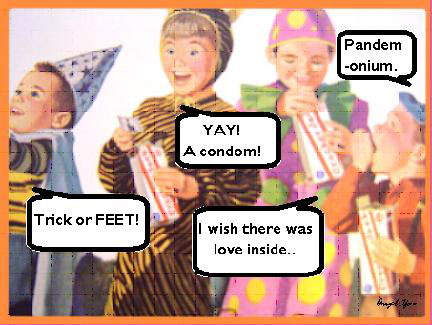 Pandem
-onium.
YAY!
A condom!
Trick or FEET!
I wish there was
love inside..